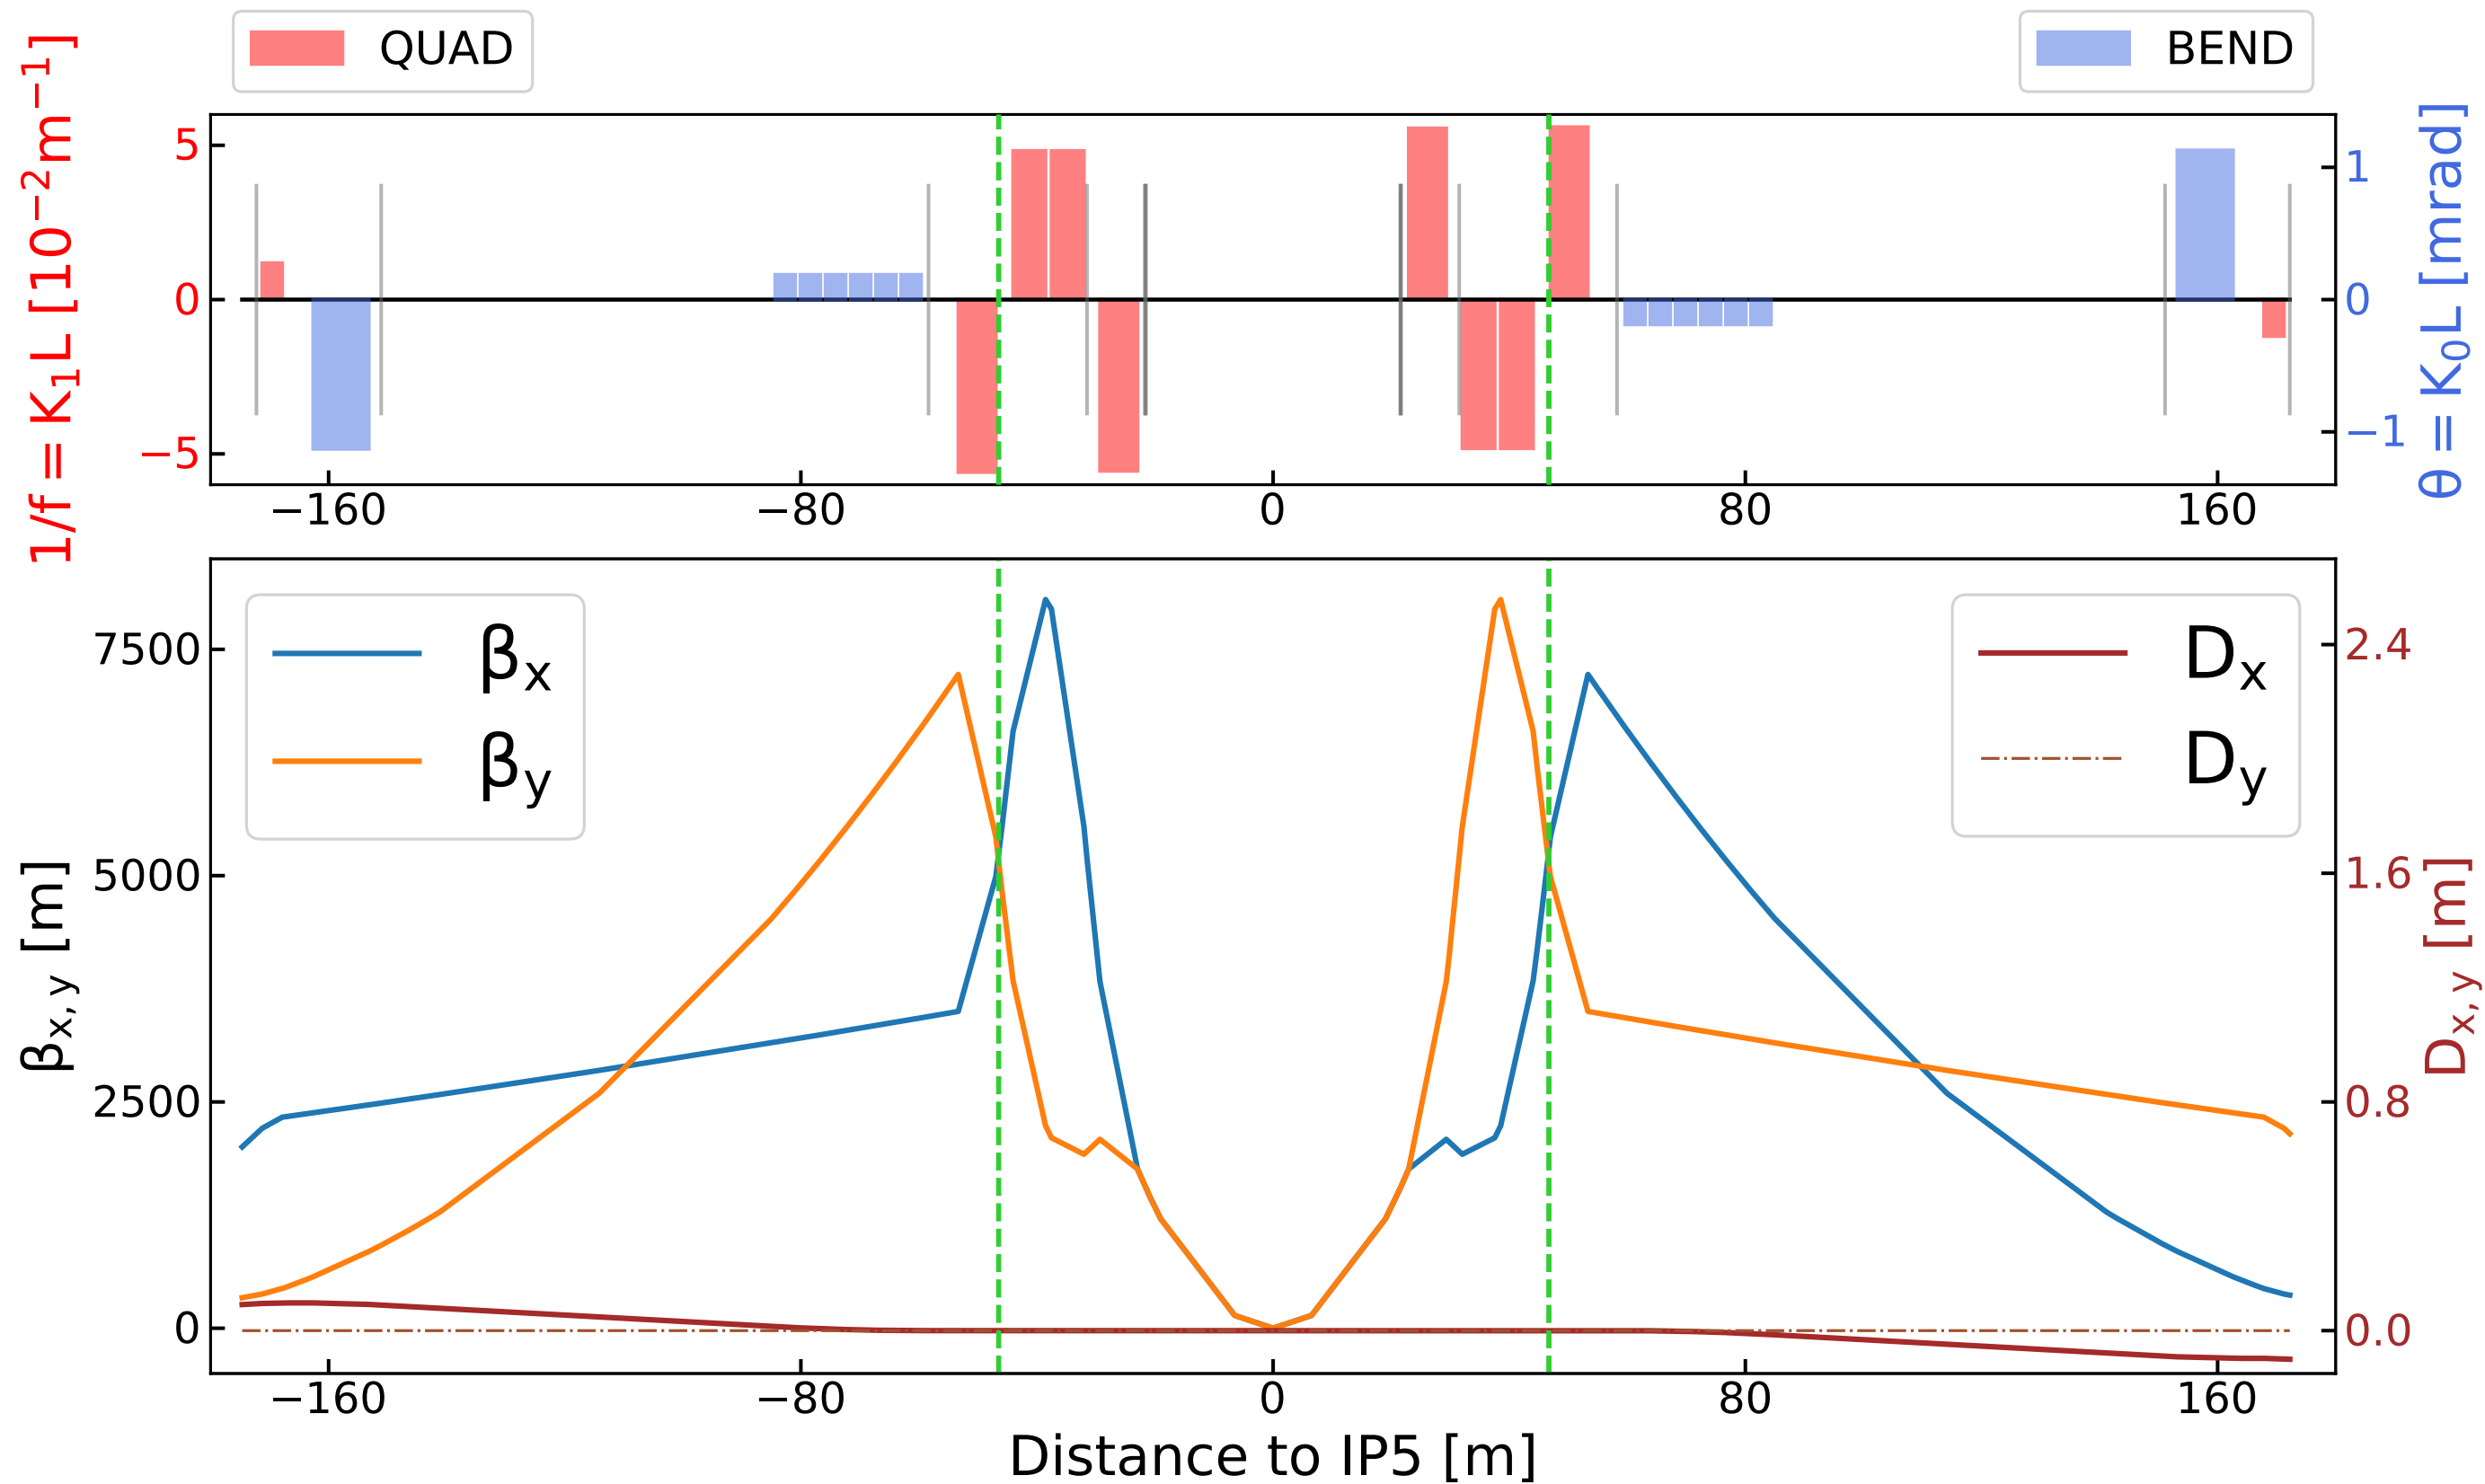 QUAD
BEND
1/f = K₁L [10⁻²m⁻¹]
5
0
−5
1
0
−1
θ = K₀L [mrad]
−160
−80
0
80
160
βx
βy
Dx
Dy
βx, y [m]
7500
5000
2500
0
2.4
1.6
0.8
0.0
Dx, y [m]
−160
−80
0
80
160
Distance to IP5 [m]